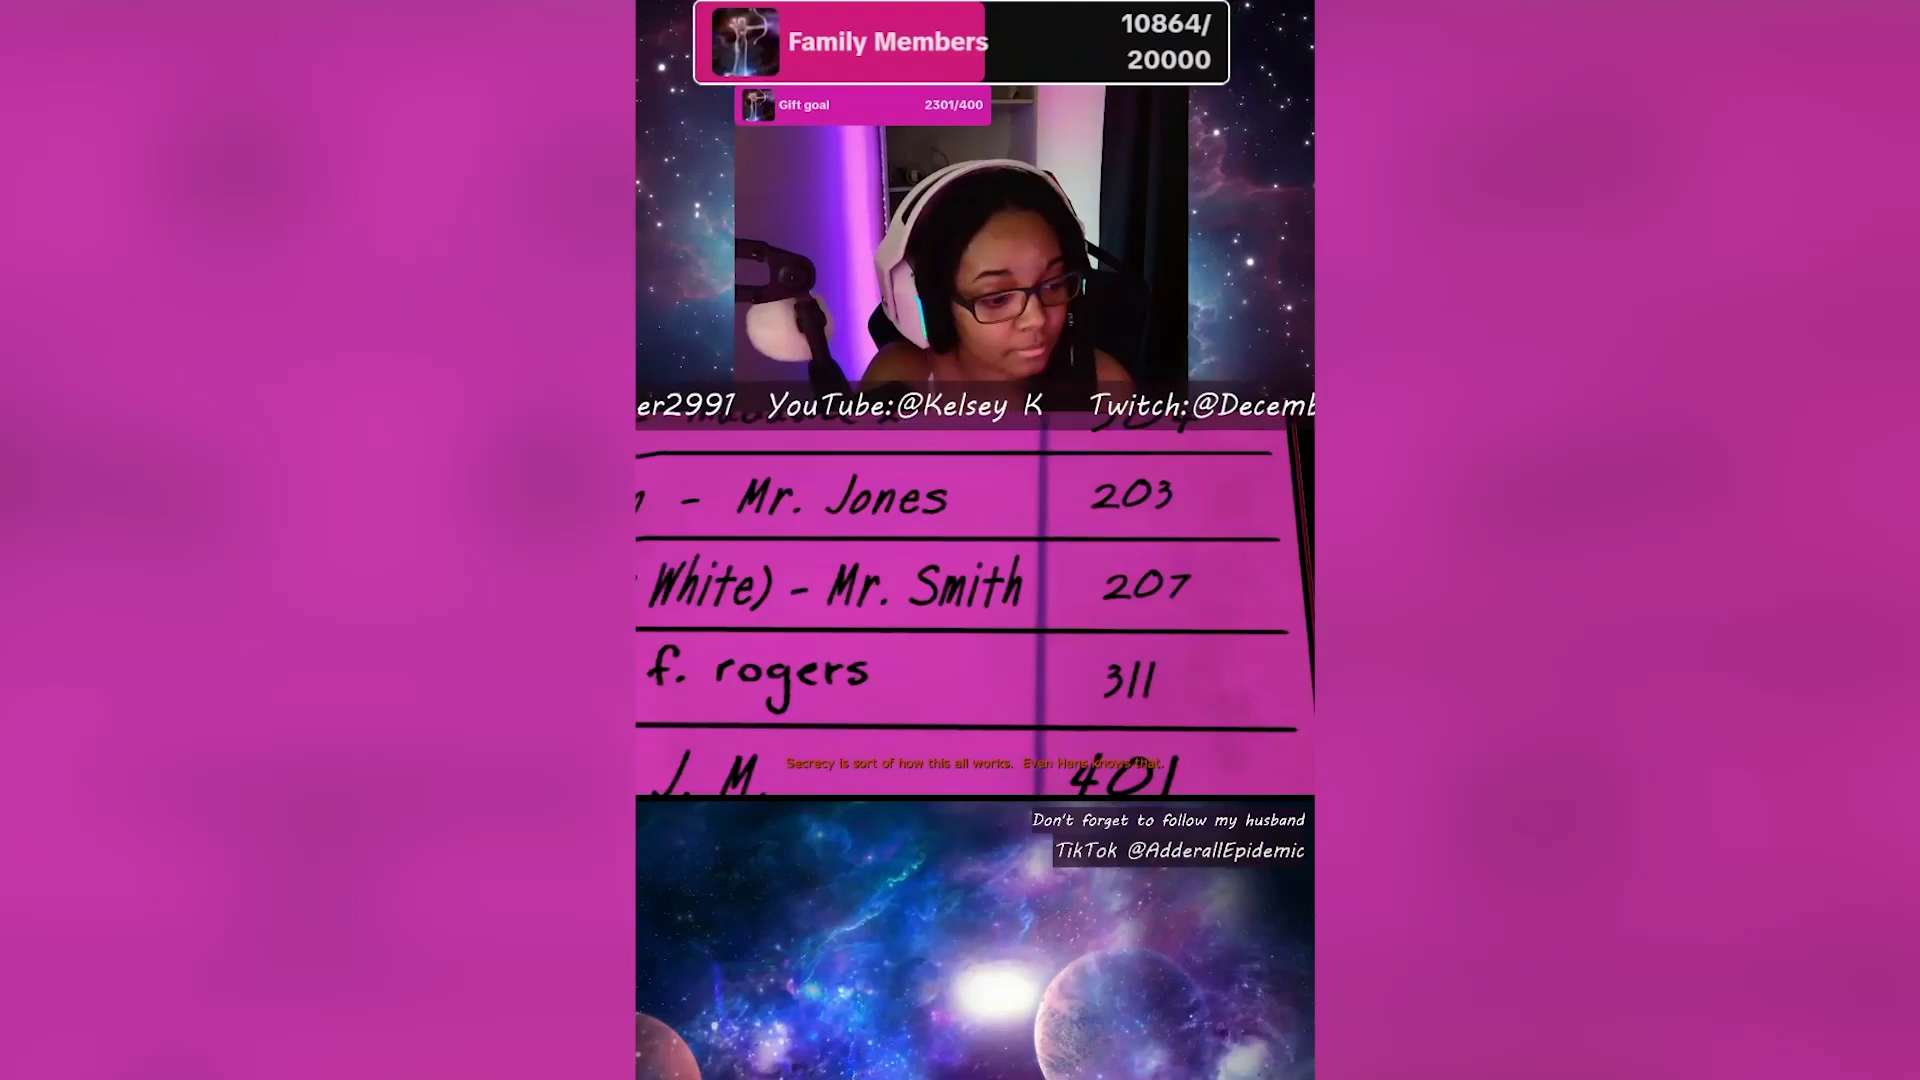 Family Members
10864/
20000
Gift goal 2301/400
er2991 YouTube:@Kelsey K Twitch:@Decemb
- Mr. Jones 203
White) - Mr. Smith 207
f. rogers 311
J. M. 401
Secrecy is sort of how this all works. Even Hans knows that.
Don't forget to follow my husband
TikTok @AdderallEpidemic